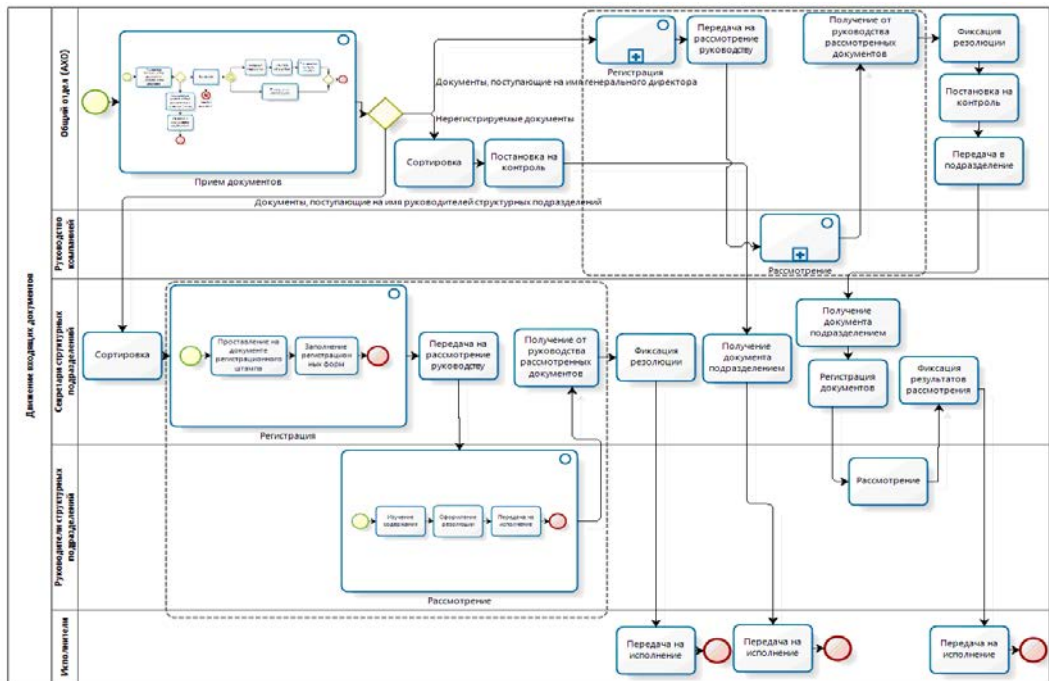 Движение входящих документов
Общий отдел (АХО)
Прием документов
Документы, поступающие на имя генерального директора
Нерегистрируемые документы
Документы, поступающие на имя руководителей структурных подразделений
Сортировка
Постановка на
контроль
Регистрация
Передача на
рассмотрение
руководству
Получение от
руководства
рассмотренных
документов
Фиксация
резолюции
Постановка на
контроль
Передача в
подразделение
Руководство
компанией
Рассмотрение
Секретари структурных
подразделений
Сортировка
Проставление на
документе
регистрационного
штампа
Заполнение
регистрацион
ных форм
Регистрация
Передача на
рассмотрение
руководству
Получение от
руководства
рассмотренных
документов
Фиксация
резолюции
Получение
документа
подразделением
Получение
документа
подразделением
Регистрация
документов
Фиксация
результатов
рассмотрения
Руководители структурных
подразделений
Изучение
содержания
Оформление
резолюции
Передача на
исполнение
Рассмотрение
Рассмотрение
Исполнители
Передача на
исполнение
Передача на
исполнение
Передача на
исполнение